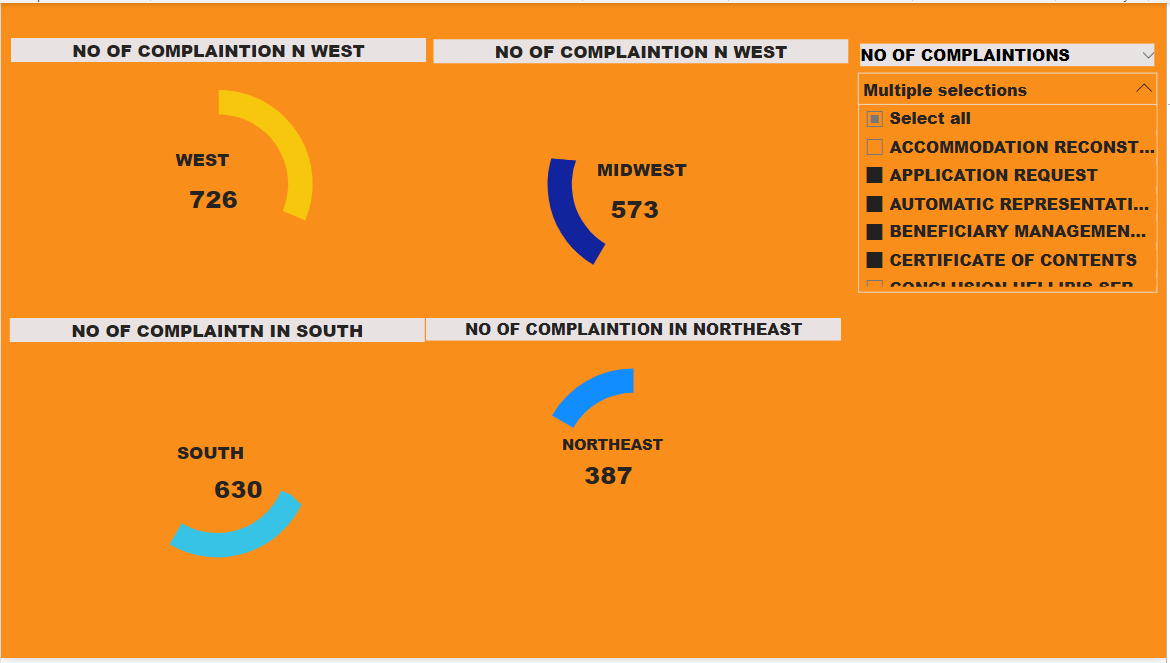 NO OF COMPLAINTION N WEST
NO OF COMPLAINTION N WEST
NO OF COMPLAINTIONS
Multiple selections
Select all
ACCOMMODATION RECONST...
APPLICATION REQUEST
AUTOMATIC REPRESENTATI...
BENEFICIARY MANAGEMEN...
CERTIFICATE OF CONTENTS
WEST
726
MIDWEST
573
NO OF COMPLAINTN IN SOUTH
NO OF COMPLAINTION IN NORTHEAST
SOUTH
630
NORTHEAST
387